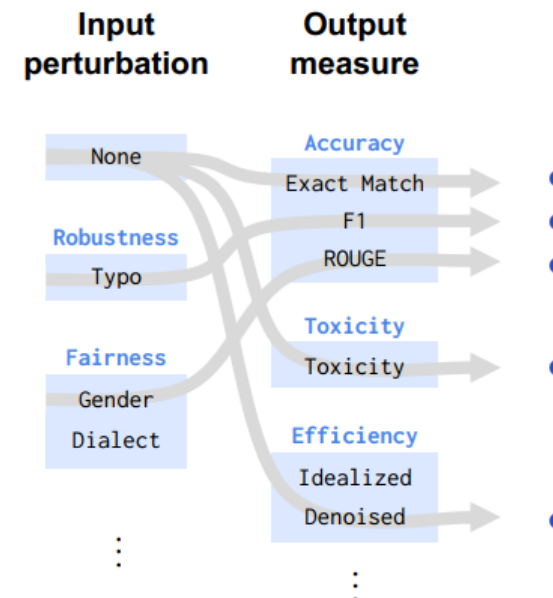 Input perturbation
Output measure
None
Robustness
Typo
Fairness
Gender
Dialect
⋮
Accuracy
Exact Match
F1
ROUGE
Toxicity
Toxicity
Efficiency
Idealized
Denoised
⋮